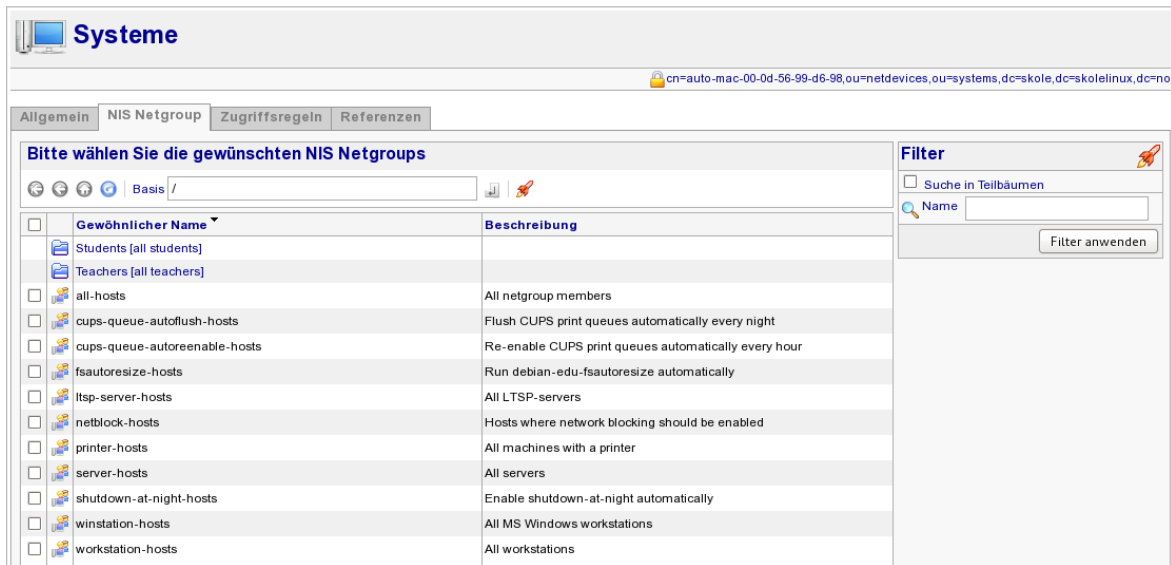 Systeme
cn=auto-mac-00-0d-56-99-d6-98,ou=netdevices,ou=systems,dc=skole,dc=skolelinux,dc=no
Allgemein NIS Netgroup Zugriffsregeln Referenzen
Bitte wählen Sie die gewünschten NIS Netgroups
Basis /
Filter
Suche in Teilbäumen
Name
Filter anwenden
Gewöhnlicher Name Beschreibung
Students [all students]
Teachers [all teachers]
all-hosts All netgroup members
cups-queue-autoflush-hosts Flush CUPS print queues automatically every night
cups-queue-autoreenable-hosts Re-enable CUPS print queues automatically every hour
fsautoresize-hosts Run debian-edu-fsautoresize automatically
ltsp-server-hosts All LTSP-servers
netblock-hosts Hosts where network blocking should be enabled
printer-hosts All machines with a printer
server-hosts All servers
shutdown-at-night-hosts Enable shutdown-at-night automatically
winstation-hosts All MS Windows workstations
workstation-hosts All workstations